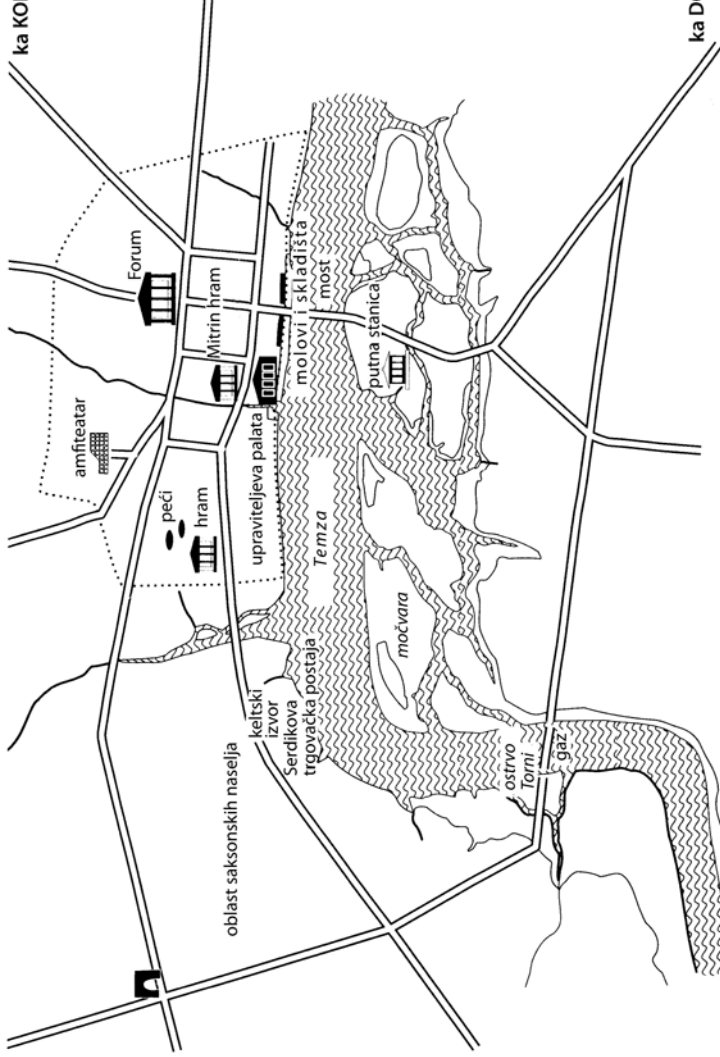 ka
Forum
amfiteatar
Mitrin hram
peći
hram
upraviteljeva palata
molovi i skladišta
most
putna stanica
Temza
močvara
keltski
izvor
Serdikova
trgovačka postaja
oblast saksonskih naselja
ostrvo
Torni
gaz
ka